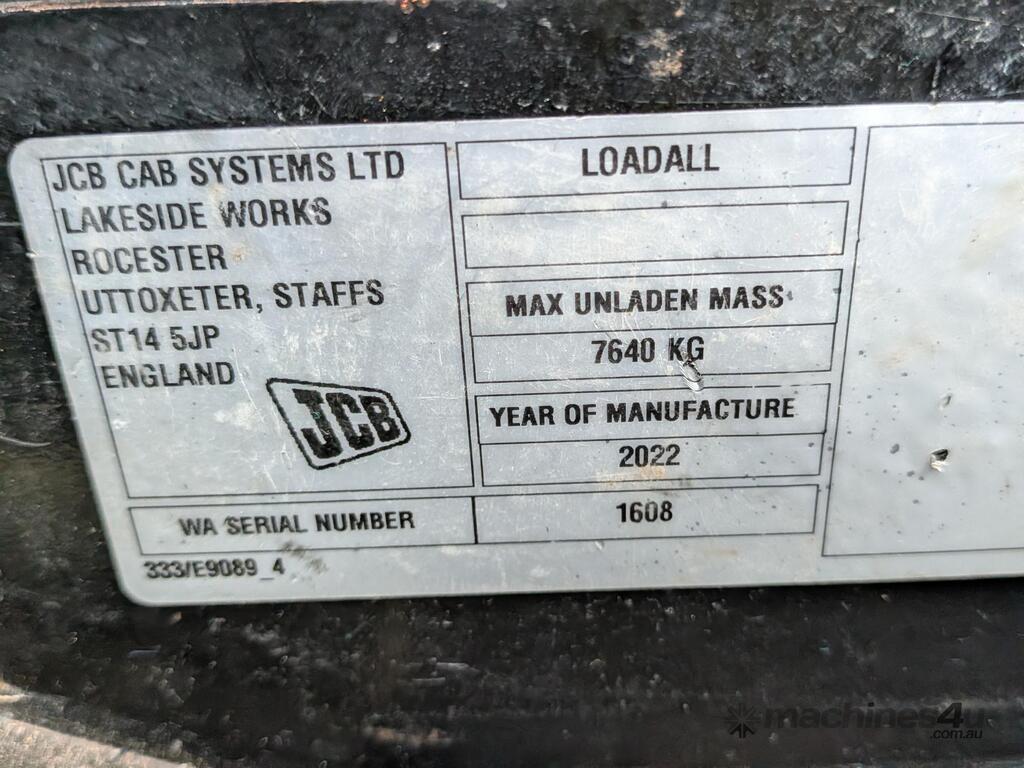 JCB CAB SYSTEMS LTD
LAKESIDE WORKS
ROCESTER
UTTOXETER, STAFFS
ST14 5JP
ENGLAND
JCB
LOADALL
MAX UNLADEN MASS
7640 KG
YEAR OF MANUFACTURE
2022
WA SERIAL NUMBER
1608
333/E9089_4
machines4u
.com.au